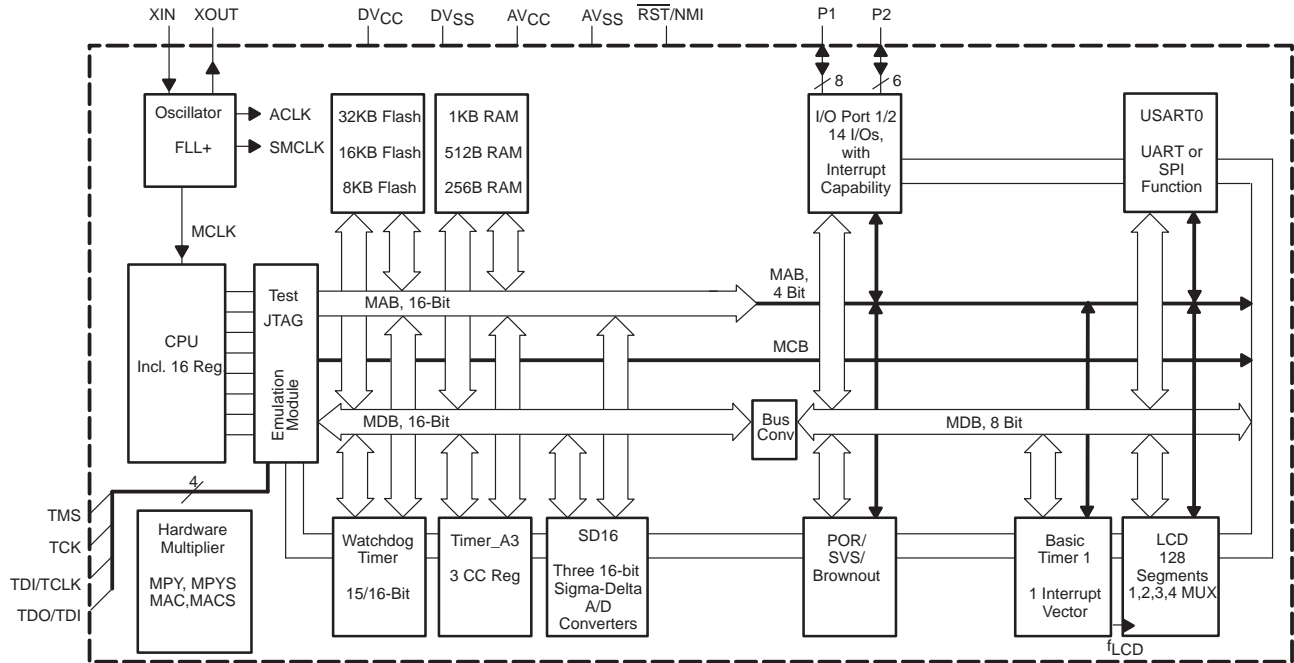 XIN XOUT DVCC DVSS AVCC AVSS RST/NMI P1 P2
8 6
Oscillator
FLL+
ACLK
SMCLK
MCLK
32KB Flash
16KB Flash
8KB Flash
1KB RAM
512B RAM
256B RAM
I/O Port 1/2
14 I/Os,
with
Interrupt
Capability
USART0
UART or
SPI
Function
CPU
Incl. 16 Reg.
Test
JTAG
Emulation
Module
MAB, 16-Bit
MAB,
4 Bit
MCB
MDB, 16-Bit
Bus
Conv
MDB, 8 Bit
4
TMS
TCK
TDI/TCLK
TDO/TDI
Hardware
Multiplier
MPY, MPYS
MAC,MACS
Watchdog
Timer
15/16-Bit
Timer_A3
3 CC Reg
SD16
Three 16-bit
Sigma-Delta
A/D
Converters
POR/
SVS/
Brownout
Basic
Timer 1
1 Interrupt
Vector
LCD
128
Segments
1,2,3,4 MUX
fLCD